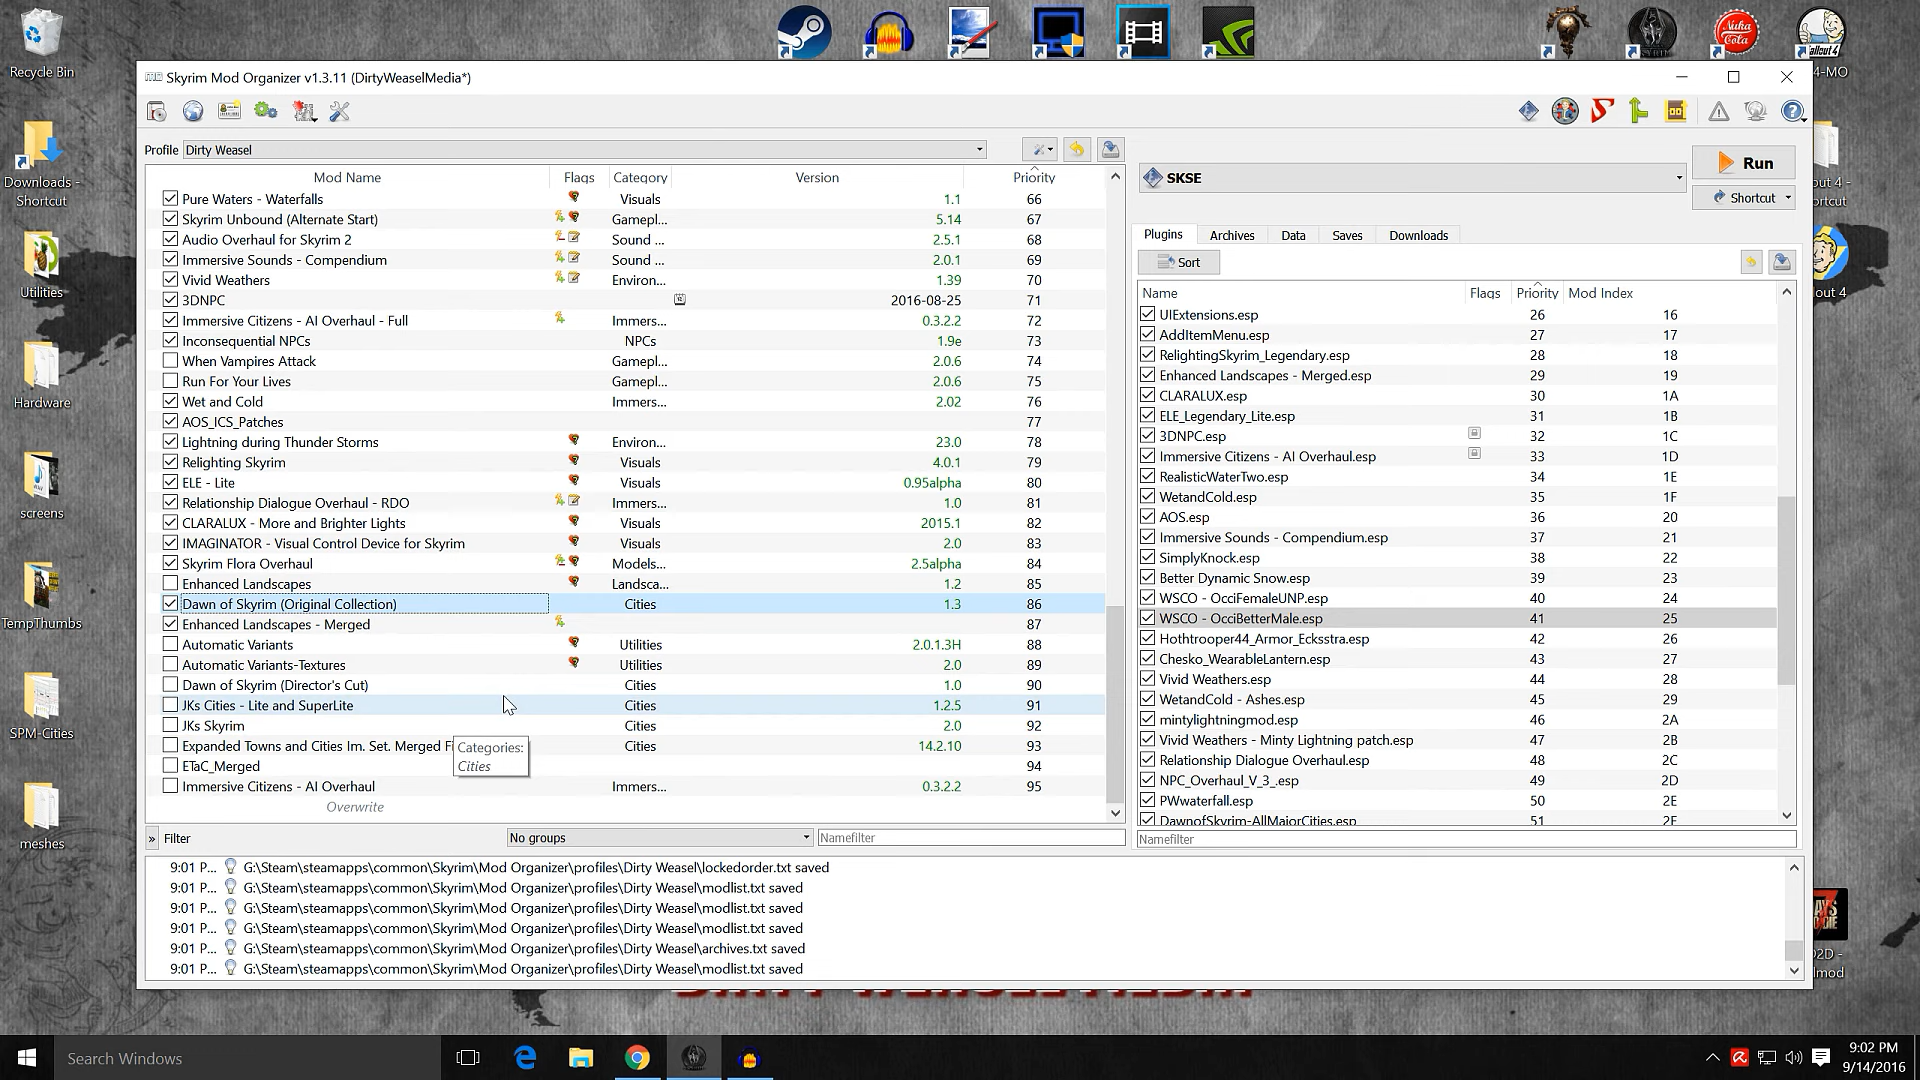 Recycle Bin
Downloads - Shortcut
Utilities
Hardware
screens
TempThumbs
SPM-Cities
meshes
Nuka Cola
4-MO
Skyrim Mod Organizer v1.3.11 (DirtyWeaselMedia*)
Profile Dirty Weasel
Mod Name Flags Category Version Priority
Pure Waters - Waterfalls Visuals 1.1 66
Skyrim Unbound (Alternate Start) Gamepl... 5.14 67
Audio Overhaul for Skyrim 2 Sound ... 2.5.1 68
Immersive Sounds - Compendium Sound ... 2.0.1 69
Vivid Weathers Environ... 1.39 70
3DNPC 2016-08-25 71
Immersive Citizens - AI Overhaul - Full Immers... 0.3.2.2 72
Inconsequential NPCs NPCs 1.9e 73
When Vampires Attack Gamepl... 2.0.6 74
Run For Your Lives Gamepl... 2.0.6 75
Wet and Cold Immers... 2.02 76
AOS_ICS_Patches 77
Lightning during Thunder Storms Environ... 23.0 78
Relighting Skyrim Visuals 4.0.1 79
ELE - Lite Visuals 0.95alpha 80
Relationship Dialogue Overhaul - RDO Immers... 1.0 81
CLARALUX - More and Brighter Lights Visuals 2015.1 82
IMAGINATOR - Visual Control Device for Skyrim Visuals 2.0 83
Skyrim Flora Overhaul Models... 2.5alpha 84
Enhanced Landscapes Landsca... 1.2 85
Dawn of Skyrim (Original Collection) Cities 1.3 86
Enhanced Landscapes - Merged 87
Automatic Variants Utilities 2.0.1.3H 88
Automatic Variants-Textures Utilities 2.0 89
Dawn of Skyrim (Director's Cut) Cities 1.0 90
JKs Cities - Lite and SuperLite Cities 1.2.5 91
JKs Skyrim Cities 2.0 92
Expanded Towns and Cities Im. Set. Merged Fi Cities 14.2.10 93
ETaC_Merged 94
Immersive Citizens - AI Overhaul Immers... 0.3.2.2 95
Overwrite
Categories:
Cities
» Filter No groups Namefilter
SKSE
Run
Shortcut
Plugins Archives Data Saves Downloads
Sort
Name Flags Priority Mod Index
UIExtensions.esp 26 16
AddItemMenu.esp 27 17
RelightingSkyrim_Legendary.esp 28 18
Enhanced Landscapes - Merged.esp 29 19
CLARALUX.esp 30 1A
ELE_Legendary_Lite.esp 31 1B
3DNPC.esp 32 1C
Immersive Citizens - AI Overhaul.esp 33 1D
RealisticWaterTwo.esp 34 1E
WetandCold.esp 35 1F
AOS.esp 36 20
Immersive Sounds - Compendium.esp 37 21
SimplyKnock.esp 38 22
Better Dynamic Snow.esp 39 23
WSCO - OcciFemaleUNP.esp 40 24
WSCO - OcciBetterMale.esp 41 25
Hothtrooper44_Armor_Ecksstra.esp 42 26
Chesko_WearableLantern.esp 43 27
Vivid Weathers.esp 44 28
WetandCold - Ashes.esp 45 29
mintylightningmod.esp 46 2A
Vivid Weathers - Minty Lightning patch.esp 47 2B
Relationship Dialogue Overhaul.esp 48 2C
NPC_Overhaul_V_3_.esp 49 2D
PWwaterfall.esp 50 2E
DawnofSkyrim-AllMajorCities.esp 51 2F
Namefilter
9:01 P... G:\Steam\steamapps\common\Skyrim\Mod Organizer\profiles\Dirty Weasel\lockedorder.txt saved
9:01 P... G:\Steam\steamapps\common\Skyrim\Mod Organizer\profiles\Dirty Weasel\modlist.txt saved
9:01 P... G:\Steam\steamapps\common\Skyrim\Mod Organizer\profiles\Dirty Weasel\modlist.txt saved
9:01 P... G:\Steam\steamapps\common\Skyrim\Mod Organizer\profiles\Dirty Weasel\modlist.txt saved
9:01 P... G:\Steam\steamapps\common\Skyrim\Mod Organizer\profiles\Dirty Weasel\archives.txt saved
9:01 P... G:\Steam\steamapps\common\Skyrim\Mod Organizer\profiles\Dirty Weasel\modlist.txt saved
out 4 -
ortcut
out 4
Search Windows
9:02 PM
9/14/2016